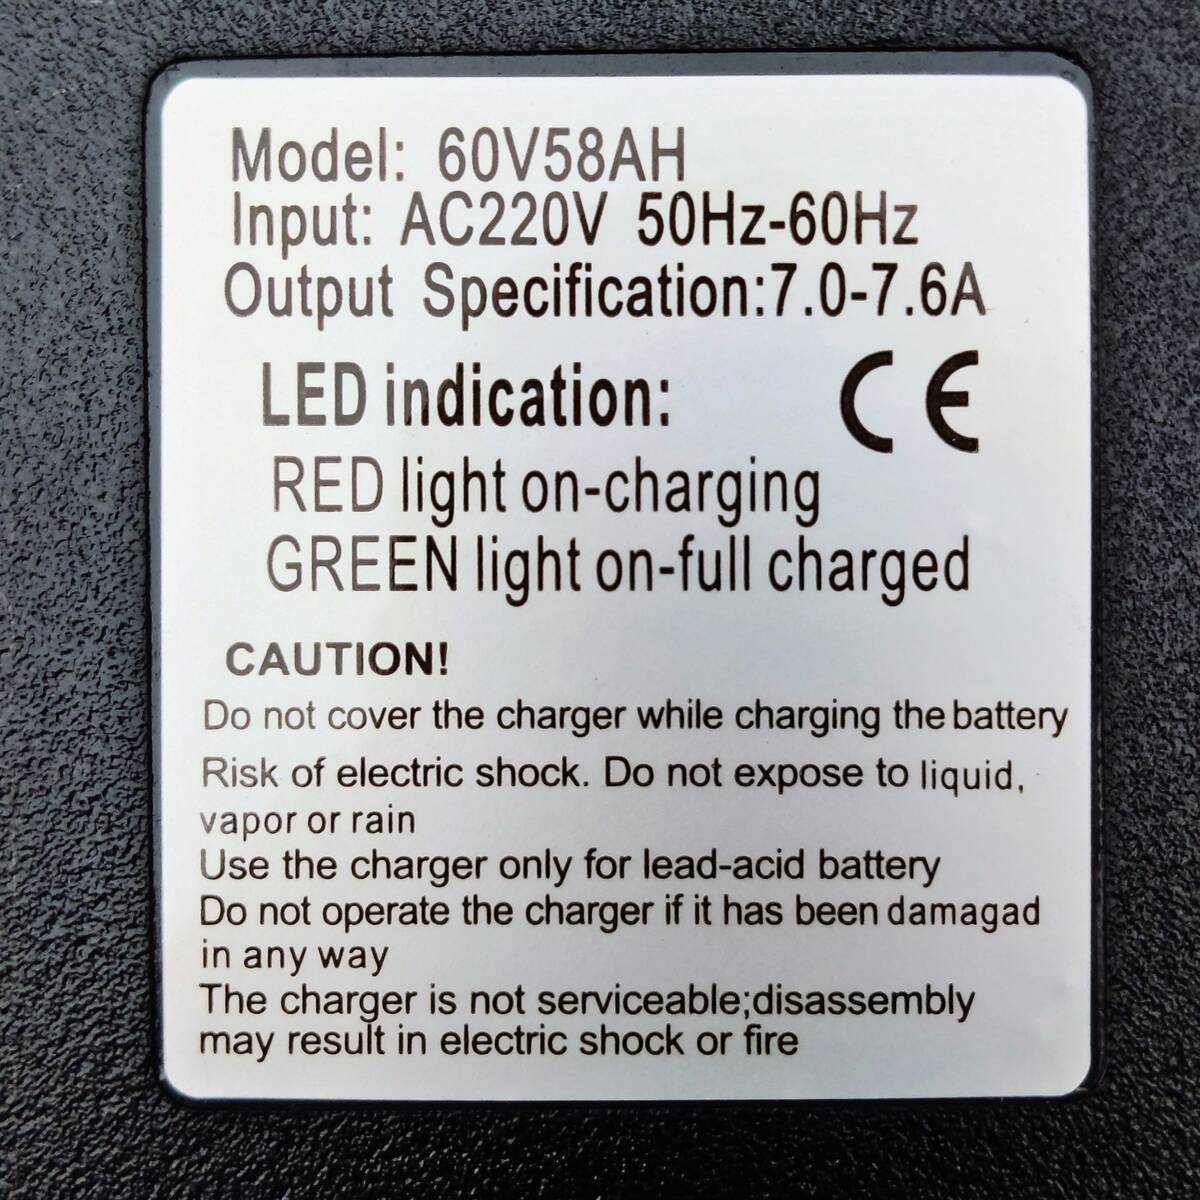 Model: 60V58AH
Input: AC220V 50Hz-60Hz
Output Specification:7.0-7.6A
LED indication:
CE
RED light on-charging
GREEN light on-full charged
CAUTION!
Do not cover the charger while charging the battery
Risk of electric shock. Do not expose to liquid,
vapor or rain
Use the charger only for lead-acid battery
Do not operate the charger if it has been damagad
in any way
The charger is not serviceable;disassembly
may result in electric shock or fire